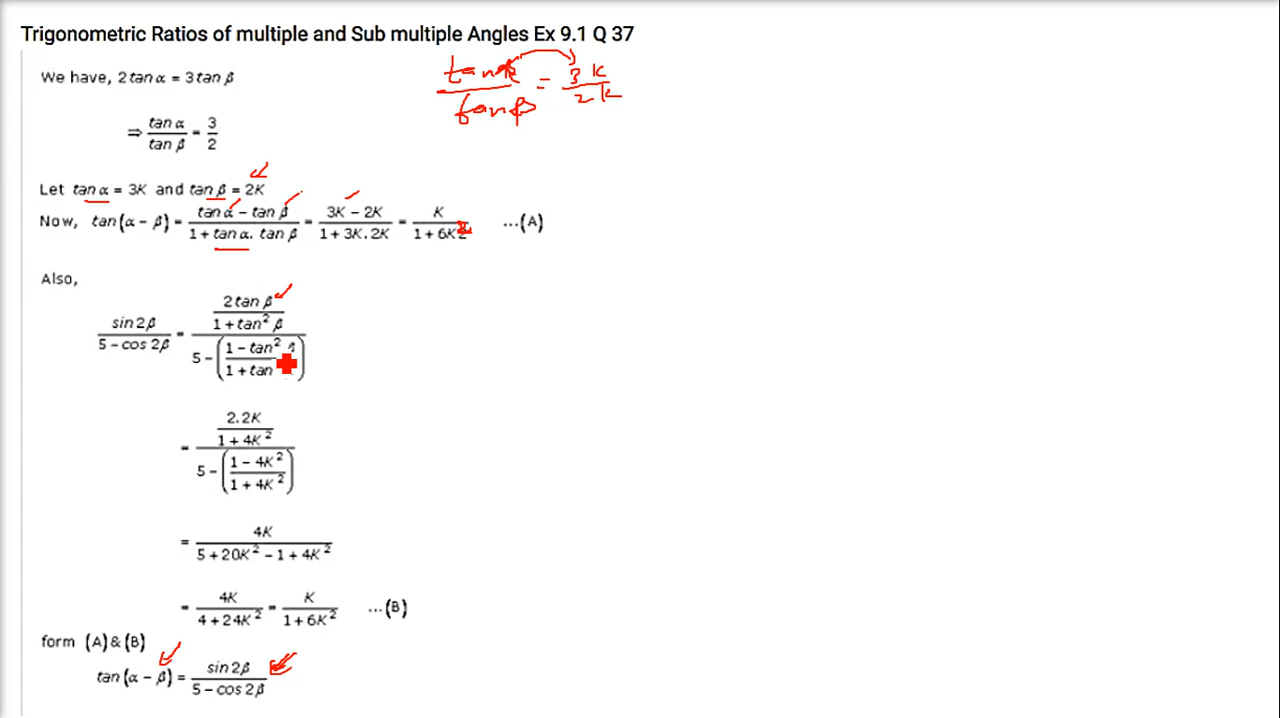 Trigonometric Ratios of multiple and Sub multiple Angles Ex 9.1 Q 37
We have, 2 tan α = 3 tan β
tan α / tan β = 3K / 2K
⇒ tan α / tan β = 3 / 2
Let tan α = 3K and tan β = 2K
Now, tan(α - β) = (tan α - tan β) / (1 + tan α. tan β) = (3K - 2K) / (1 + 3K.2K) = K / (1 + 6K²) ...(A)
Also,
sin 2β / (5 - cos 2β) = (2 tan β / (1 + tan² β)) / (5 - ((1 - tan² β) / (1 + tan
= (2.2K / (1 + 4K²)) / (5 - ((1 - 4K²) / (1 + 4K²)))
= 4K / (5 + 20K² - 1 + 4K²)
= 4K / (4 + 24K²) = K / (1 + 6K²) ...(B)
form (A) & (B)
tan(α - β) = sin 2β / (5 - cos 2β)